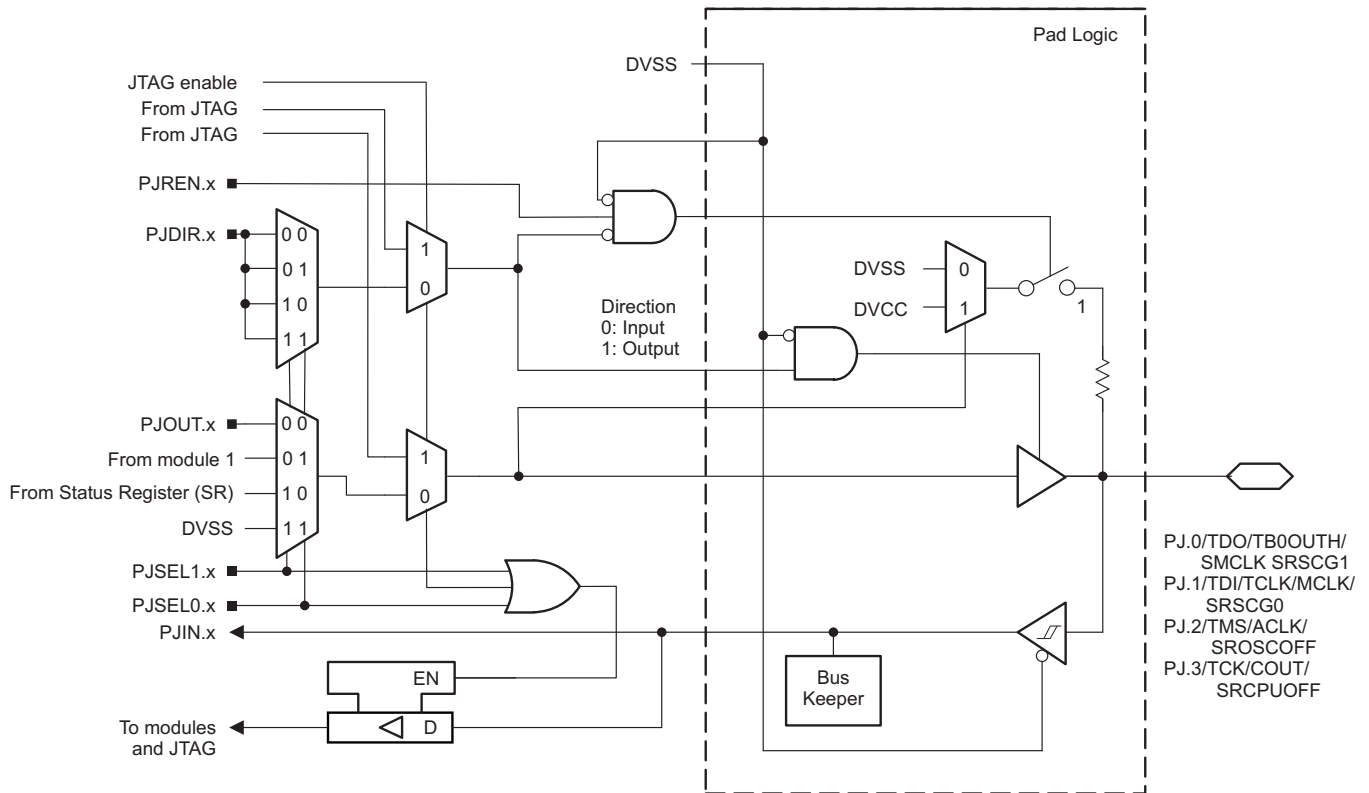 Pad Logic
DVSS
JTAG enable
From JTAG
From JTAG
PJREN.x
PJDIR.x
0 0
0 1
1 0
1 1
1
0
Direction
0: Input
1: Output
DVSS
DVCC
0
1
1
PJOUT.x
From module 1
From Status Register (SR)
DVSS
0 0
0 1
1 0
1 1
1
0
PJSEL1.x
PJSEL0.x
PJIN.x
EN
D
To modules
and JTAG
Bus
Keeper
PJ.0/TDO/TB0OUTH/
SMCLK SRSCG1
PJ.1/TDI/TCLK/MCLK/
SRSCG0
PJ.2/TMS/ACLK/
SROSCOFF
PJ.3/TCK/COUT/
SRCPUOFF